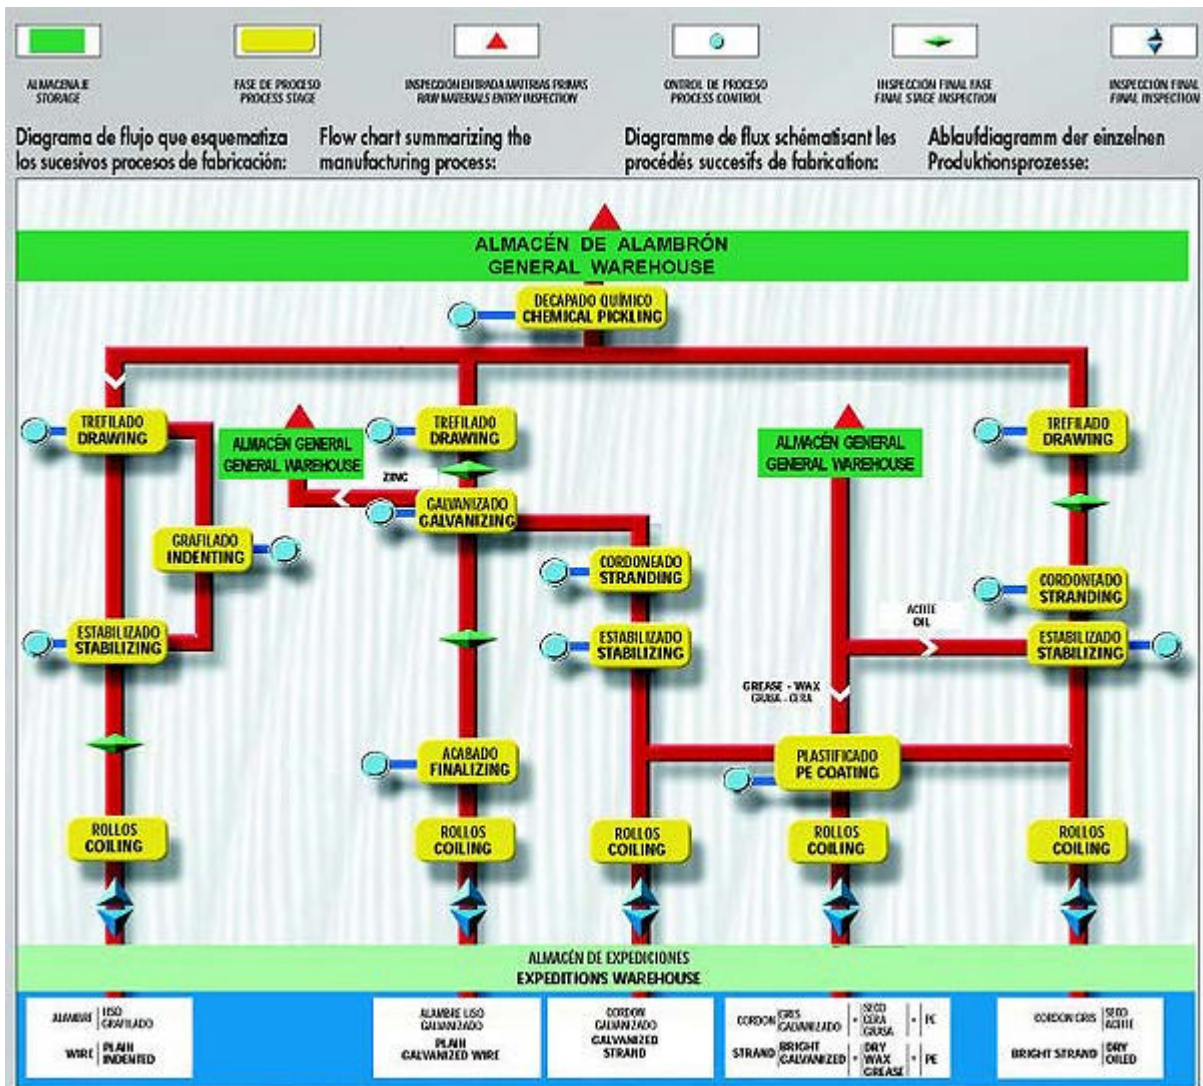 ALMACENAJE
STORAGE
FASE DE PROCESO
PROCESS STAGE
INSPECCIÓN ENTRADA MATERIAS PRIMAS
RAW MATERIALS ENTRY INSPECTION
ONTROL DE PROCESO
PROCESS CONTROL
INSPECCIÓN FINAL FASE
FINAL STAGE INSPECTION
INSPECCIÓN FINAL
FINAL INSPECTION
Diagrama de flujo que esquematiza
los sucesivos procesos de fabricación:
Flow chart summarizing the
manufacturing process:
Diagramme de flux schématisant les
procédés succesifs de fabrication:
Ablaufdiagramm der einzelnen
Produktionsprozesse:
ALMACÉN DE ALAMBRÓN
GENERAL WAREHOUSE
DECAPADO QUÍMICO
CHEMICAL PICKLING
TREFILADO
DRAWING
ALMACÉN GENERAL
GENERAL WAREHOUSE
TREFILADO
DRAWING
ALMACÉN GENERAL
GENERAL WAREHOUSE
TREFILADO
DRAWING
ZINC
GALVANIZADO
GALVANIZING
GRAFILADO
INDENTING
CORDONEADO
STRANDING
CORDONEADO
STRANDING
ACEITE
OIL
ESTABILIZADO
STABILIZING
ESTABILIZADO
STABILIZING
ESTABILIZADO
STABILIZING
GREASE - WAX
GRASA - CERA
ACABADO
FINALIZING
PLASTIFICADO
PE COATING
ROLLOS
COILING
ROLLOS
COILING
ROLLOS
COILING
ROLLOS
COILING
ROLLOS
COILING
ALMACÉN DE EXPEDICIONES
EXPEDITIONS WAREHOUSE
ALAMBRE | LISO
GRAFILADO
WIRE | PLAIN
INDENTED
ALAMBRE LISO
GALVANIZADO
PLAIN
GALVANIZED WIRE
CORDON
GALVANIZADO
GALVANIZED
STRAND
CORDON | GRIS
GALVANIZADO
+ SECO
CERA
GRASA
+ PE
STRAND | BRIGHT
GALVANIZED
+ DRY
WAX
GREASE
+ PE
CORDON GRIS | SECO
ACEITE
BRIGHT STRAND | DRY
OILED